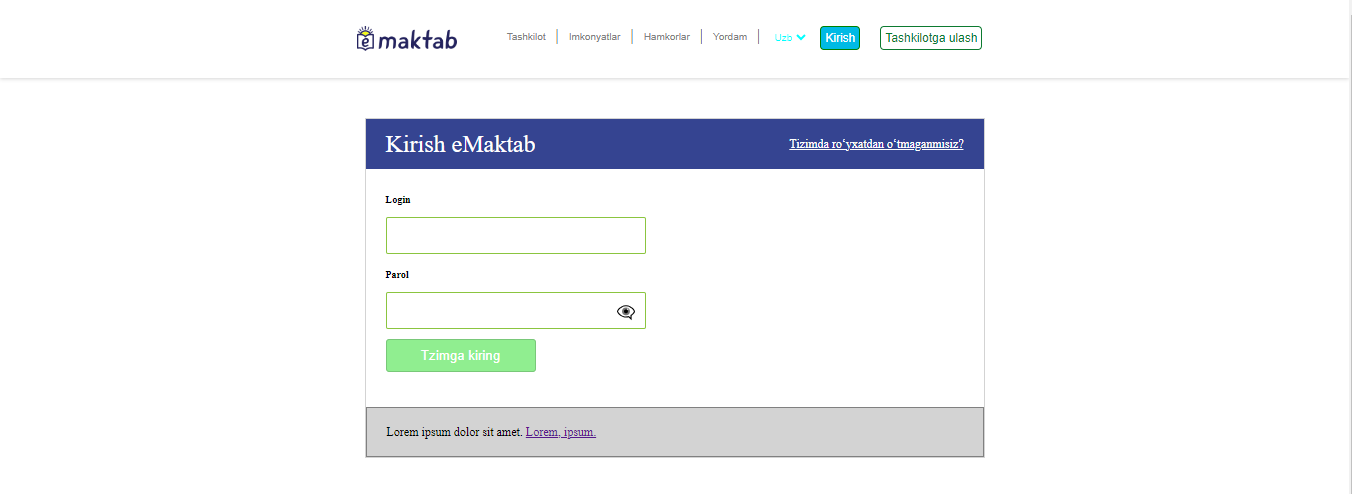 e maktab
Tashkilot
Imkonyatlar
Hamkorlar
Yordam
Uzb
Kirish
Tashkilotga ulash
Kirish eMaktab
Tizimda ro‘yxatdan o‘tmaganmisiz?
Login
Parol
Tzimga kiring
Lorem ipsum dolor sit amet. Lorem, ipsum.